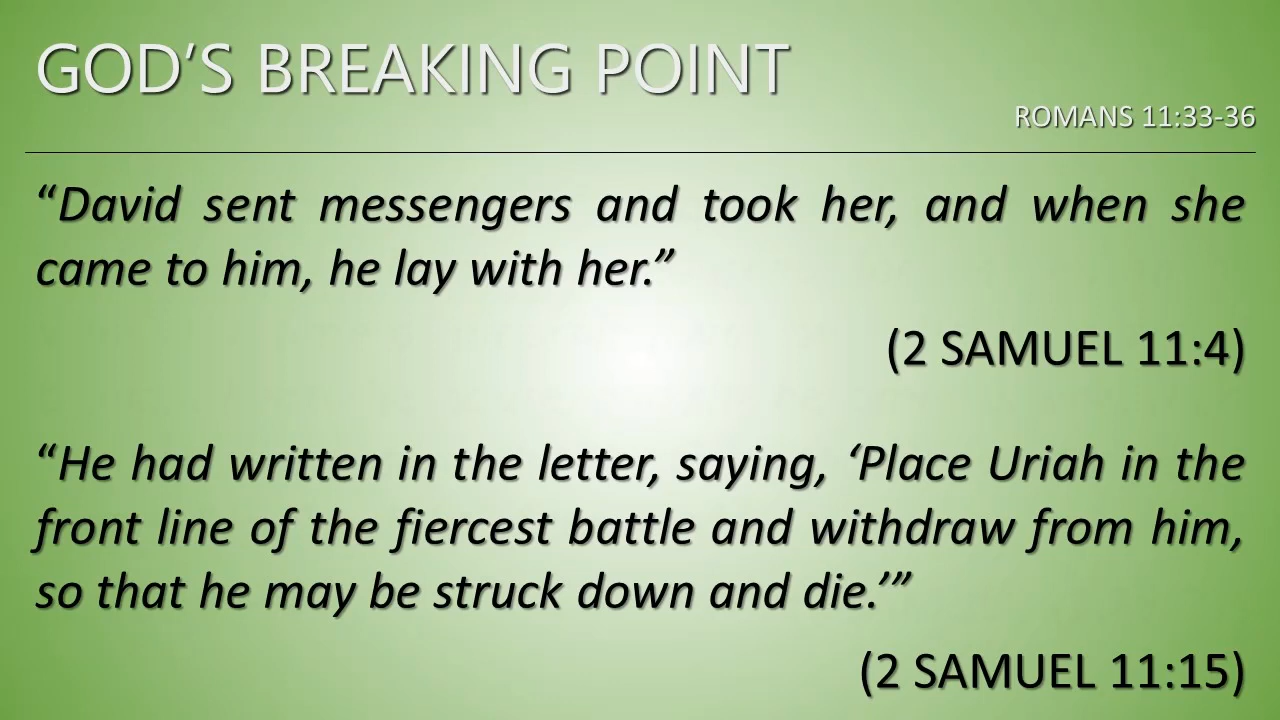 GOD’S BREAKING POINT
ROMANS 11:33-36
“David sent messengers and took her, and when she
came to him, he lay with her.”
(2 SAMUEL 11:4)
“He had written in the letter, saying, ‘Place Uriah in the
front line of the fiercest battle and withdraw from him,
so that he may be struck down and die.’”
(2 SAMUEL 11:15)